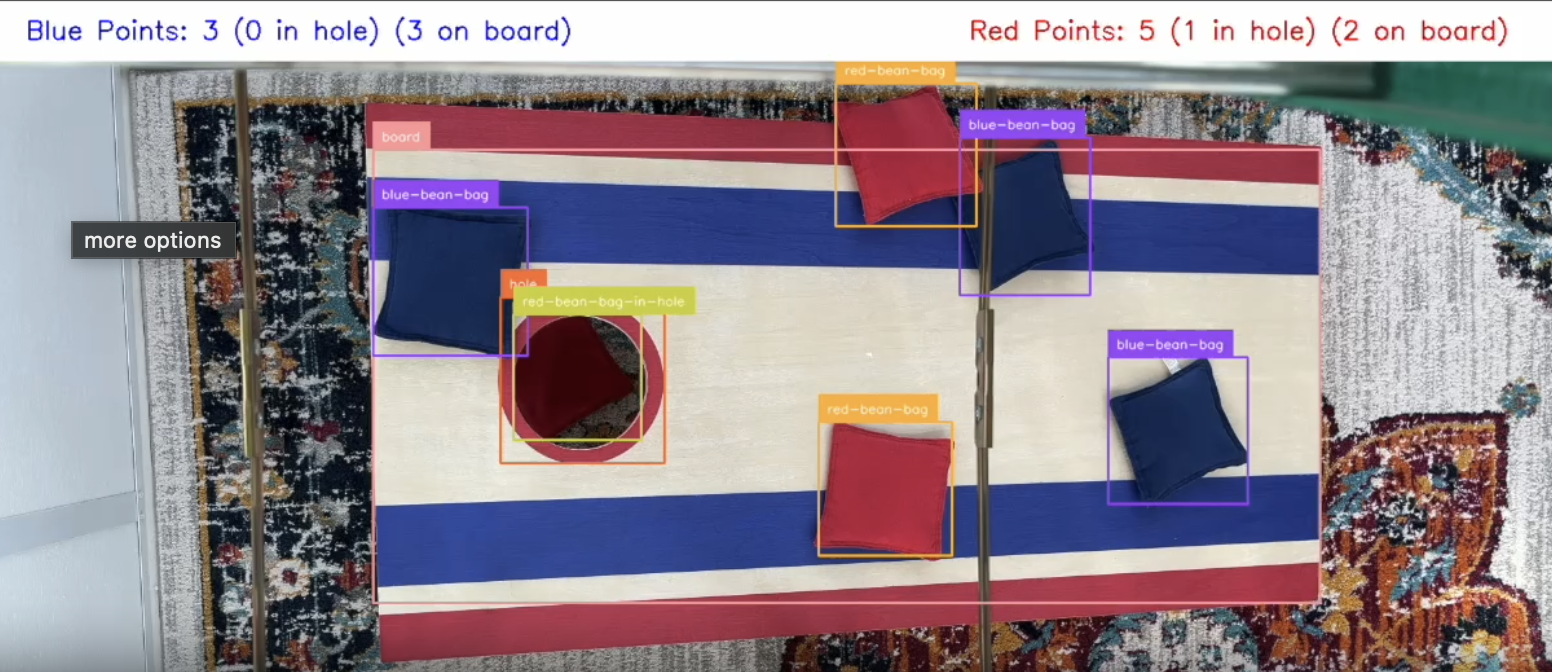 Blue Points: 3 (0 in hole) (3 on board)
Red Points: 5 (1 in hole) (2 on board)
red-bean-bag
blue-bean-bag
board
blue-bean-bag
more options
hole
red-bean-bag-in-hole
blue-bean-bag
red-bean-bag